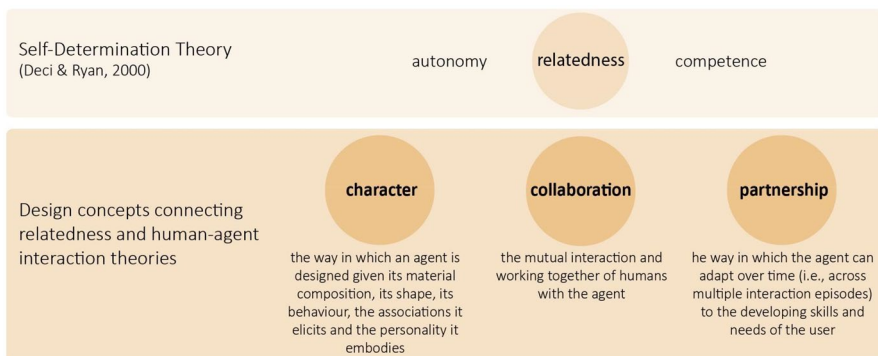 Self-Determination Theory
(Deci & Ryan, 2000)
autonomy
relatedness
competence
Design concepts connecting
relatedness and human-agent
interaction theories
character
the way in which an agent is
designed given its material
composition, its shape, its
behaviour, the associations it
elicits and the personality it
embodies
collaboration
the mutual interaction and
working together of humans
with the agent
partnership
he way in which the agent can
adapt over time (i.e., across
multiple interaction episodes)
to the developing skills and
needs of the user